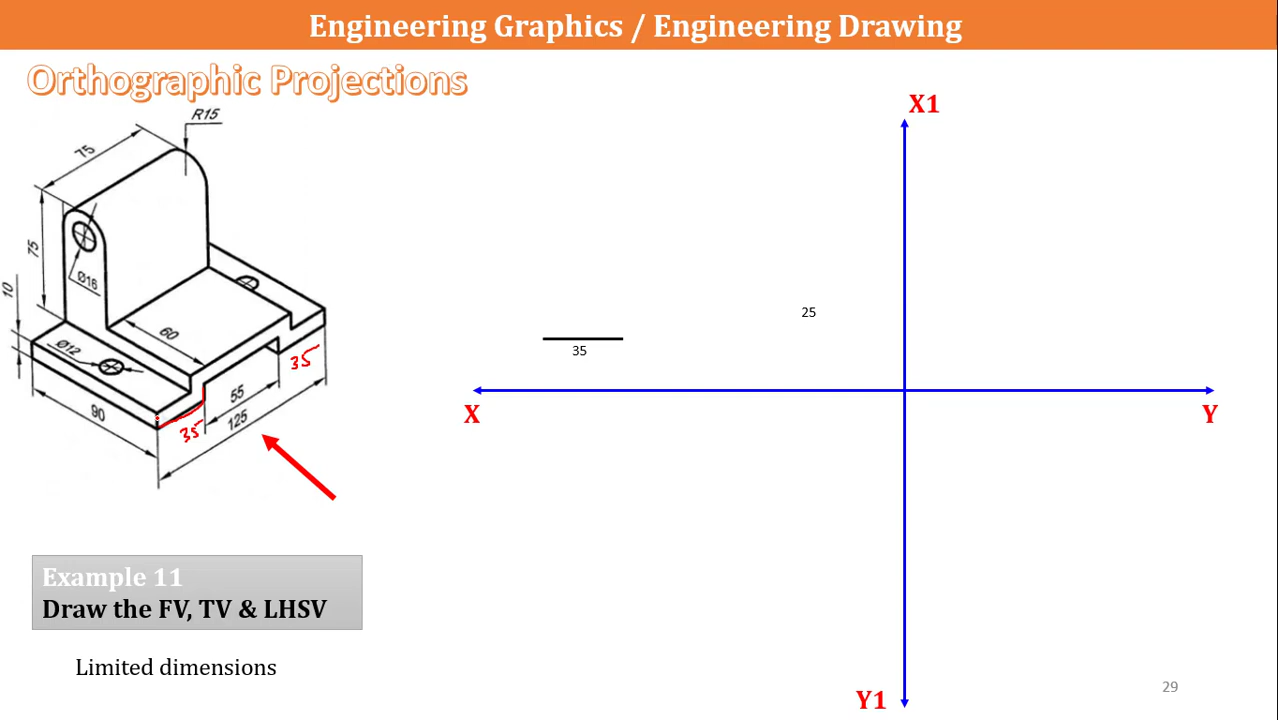 Engineering Graphics / Engineering Drawing
Orthographic Projections
X1
R15
75
75
Ø16
10
60
Ø12
35
55
90
125
35
25
35
X
Y
Example 11
Draw the FV, TV & LHSV
Limited dimensions
29
Y1